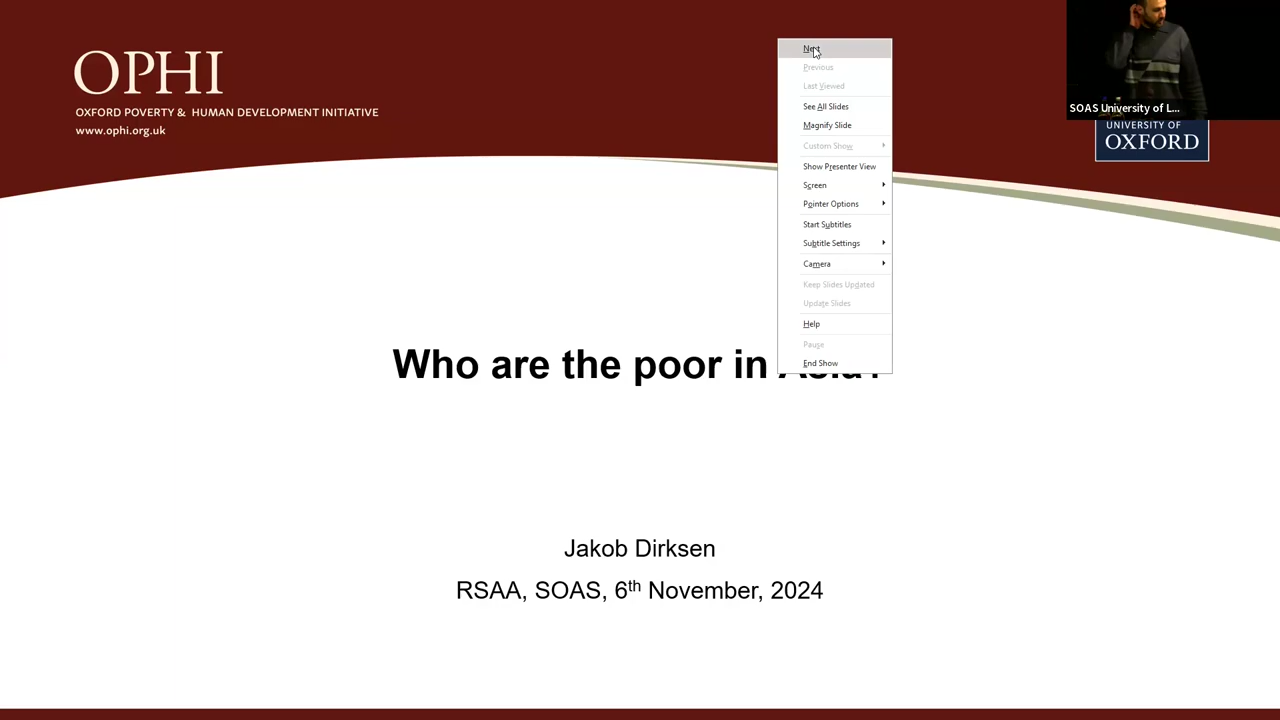 OPHI
OXFORD POVERTY & HUMAN DEVELOPMENT INITIATIVE
www.ophi.org.uk
SOAS University of L...
UNIVERSITY OF
OXFORD
Next
Previous
Last Viewed
See All Slides
Magnify Slide
Custom Show
Show Presenter View
Screen
Pointer Options
Start Subtitles
Subtitle Settings
Camera
Keep Slides Updated
Update Slides
Help
Pause
End Show
Who are the poor in Asia?
Jakob Dirksen
RSAA, SOAS, 6th November, 2024